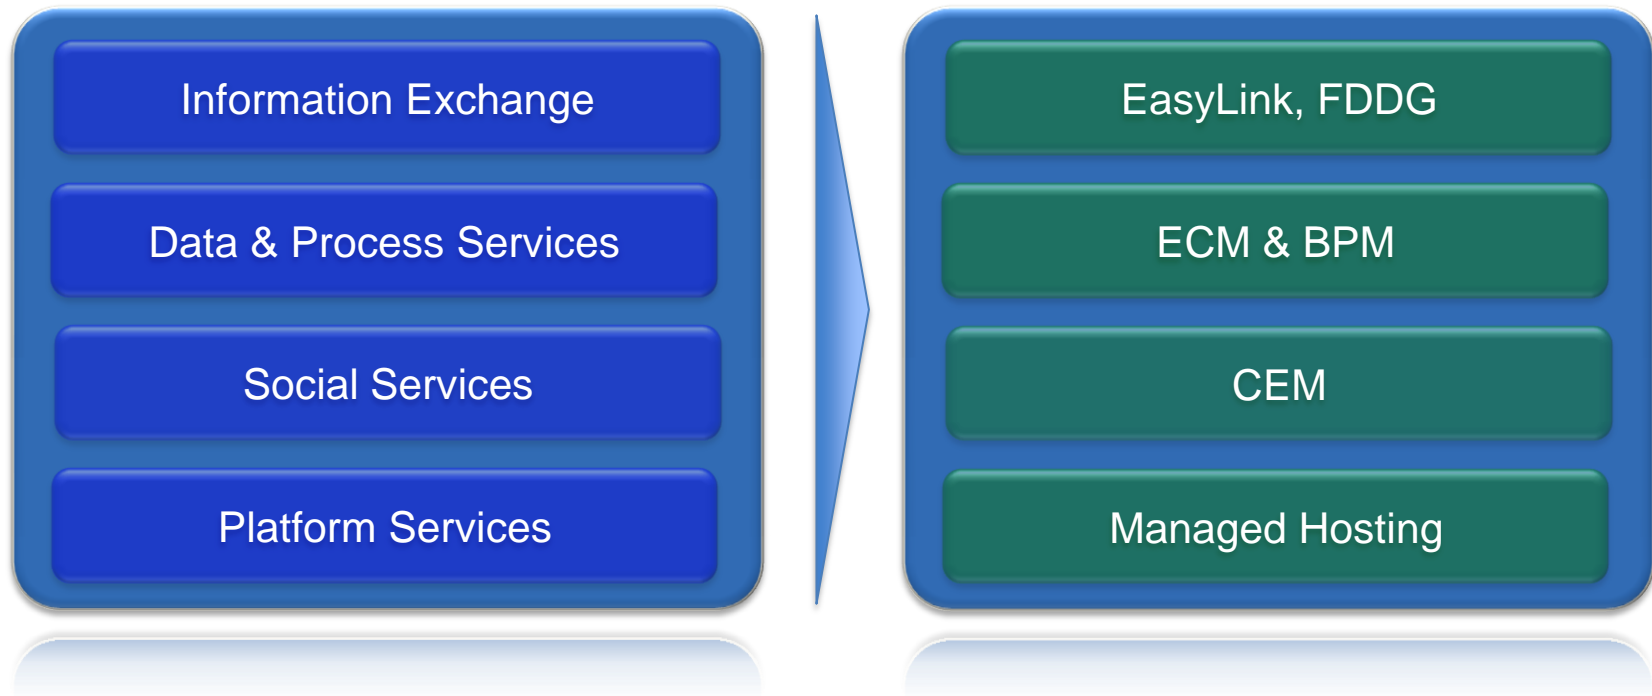 Information Exchange
Data & Process Services
Social Services
Platform Services
EasyLink, FDDG
ECM & BPM
CEM
Managed Hosting